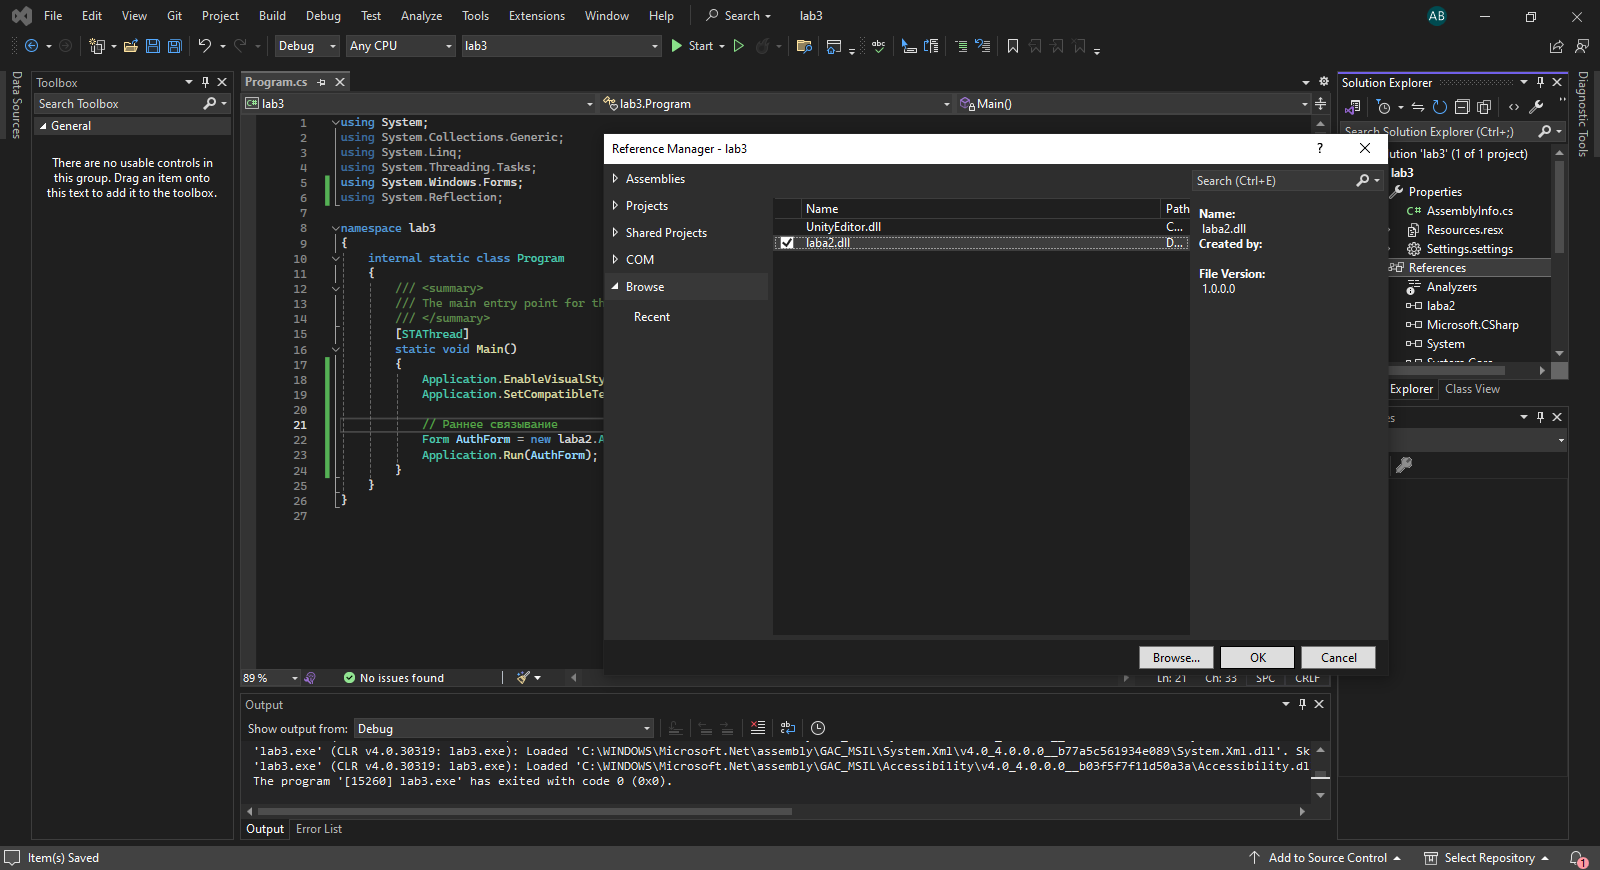 File Edit View Git Project Build Debug Test Analyze Tools Extensions Window Help Search lab3 AB
Debug Any CPU lab3 Start
Data Sources
Toolbox
Search Toolbox
General
There are no usable controls in
this group. Drag an item onto
this text to add it to the toolbox.
Program.cs
lab3 lab3.Program Main()
1 using System;
2 using System.Collections.Generic;
3 using System.Linq;
4 using System.Threading.Tasks;
5 using System.Windows.Forms;
6 using System.Reflection;
7
8 namespace lab3
9 {
10 internal static class Program
11 {
12 /// <summary>
13 /// The main entry point for th
14 /// </summary>
15 [STAThread]
16 static void Main()
17 {
18 Application.EnableVisualSty
19 Application.SetCompatibleTe
20
21 // Раннее связывание
22 Form AuthForm = new laba2.A
23 Application.Run(AuthForm);
24 }
25 }
26 }
27
Reference Manager - lab3
?
Assemblies
Projects
Shared Projects
COM
Browse
Recent
Search (Ctrl+E)
Name Path
UnityEditor.dll C...
laba2.dll D...
Name:
laba2.dll
Created by:
File Version:
1.0.0.0
Browse... OK Cancel
89 % No issues found Ln: 21 Ch: 33 SPC CRLF
Solution Explorer
Search Solution Explorer (Ctrl+;)
ution 'lab3' (1 of 1 project)
lab3
Properties
AssemblyInfo.cs
Resources.resx
Settings.settings
References
Analyzers
laba2
Microsoft.CSharp
System
System.Core
Explorer Class View
es
Diagnostic Tools
Output
Show output from: Debug
'lab3.exe' (CLR v4.0.30319: lab3.exe): Loaded 'C:\WINDOWS\Microsoft.Net\assembly\GAC_MSIL\System.Xml\v4.0_4.0.0.0__b77a5c561934e089\System.Xml.dll'. Sk
'lab3.exe' (CLR v4.0.30319: lab3.exe): Loaded 'C:\WINDOWS\Microsoft.Net\assembly\GAC_MSIL\Accessibility\v4.0_4.0.0.0__b03f5f7f11d50a3a\Accessibility.dl
The program '[15260] lab3.exe' has exited with code 0 (0x0).
Output Error List
Item(s) Saved Add to Source Control Select Repository 1